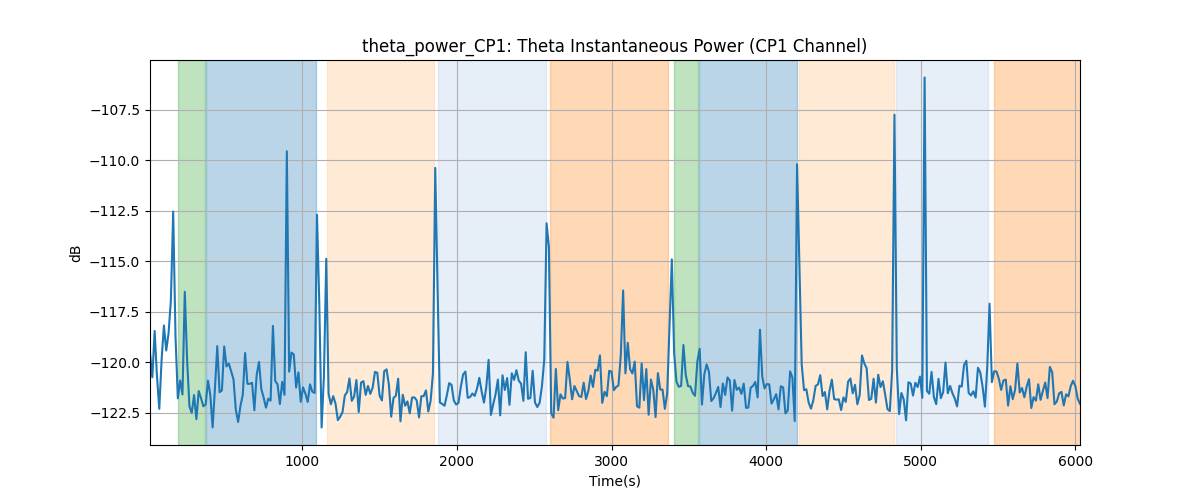 theta_power_CP1: Theta Instantaneous Power (CP1 Channel)
dB
−107.5
−110.0
−112.5
−115.0
−117.5
−120.0
−122.5
1000 2000 3000 4000 5000 6000
Time(s)